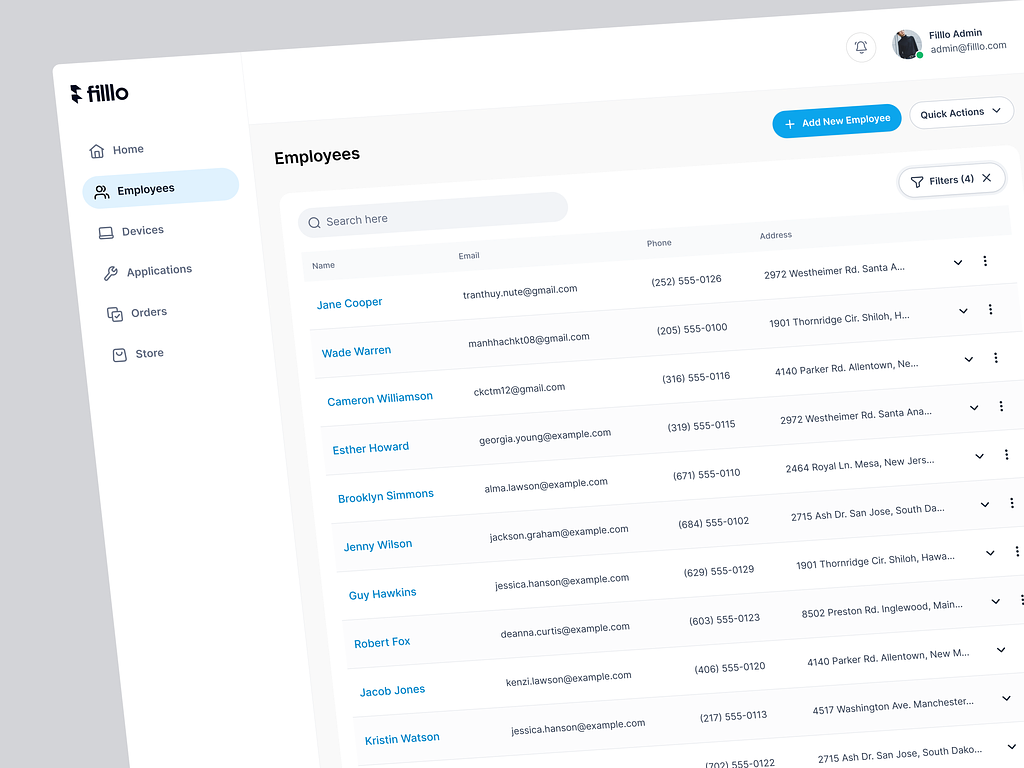 filllo
Filllo Admin
admin@filllo.com
Home
Employees
Devices
Applications
Orders
Store
Employees
Add New Employee
Quick Actions
Search here
Filters (4)
Name Email Phone Address
Jane Cooper tranthuy.nute@gmail.com (252) 555-0126 2972 Westheimer Rd. Santa A...
Wade Warren manhhachkt08@gmail.com (205) 555-0100 1901 Thornridge Cir. Shiloh, H...
Cameron Williamson ckctm12@gmail.com (316) 555-0116 4140 Parker Rd. Allentown, Ne...
Esther Howard georgia.young@example.com (319) 555-0115 2972 Westheimer Rd. Santa Ana...
Brooklyn Simmons alma.lawson@example.com (671) 555-0110 2464 Royal Ln. Mesa, New Jers...
Jenny Wilson jackson.graham@example.com (684) 555-0102 2715 Ash Dr. San Jose, South Da...
Guy Hawkins jessica.hanson@example.com (629) 555-0129 1901 Thornridge Cir. Shiloh, Hawa...
Robert Fox deanna.curtis@example.com (603) 555-0123 8502 Preston Rd. Inglewood, Main...
Jacob Jones kenzi.lawson@example.com (406) 555-0120 4140 Parker Rd. Allentown, New M...
Kristin Watson jessica.hanson@example.com (217) 555-0113 4517 Washington Ave. Manchester...
(702) 555-0122 2715 Ash Dr. San Jose, South Dako...